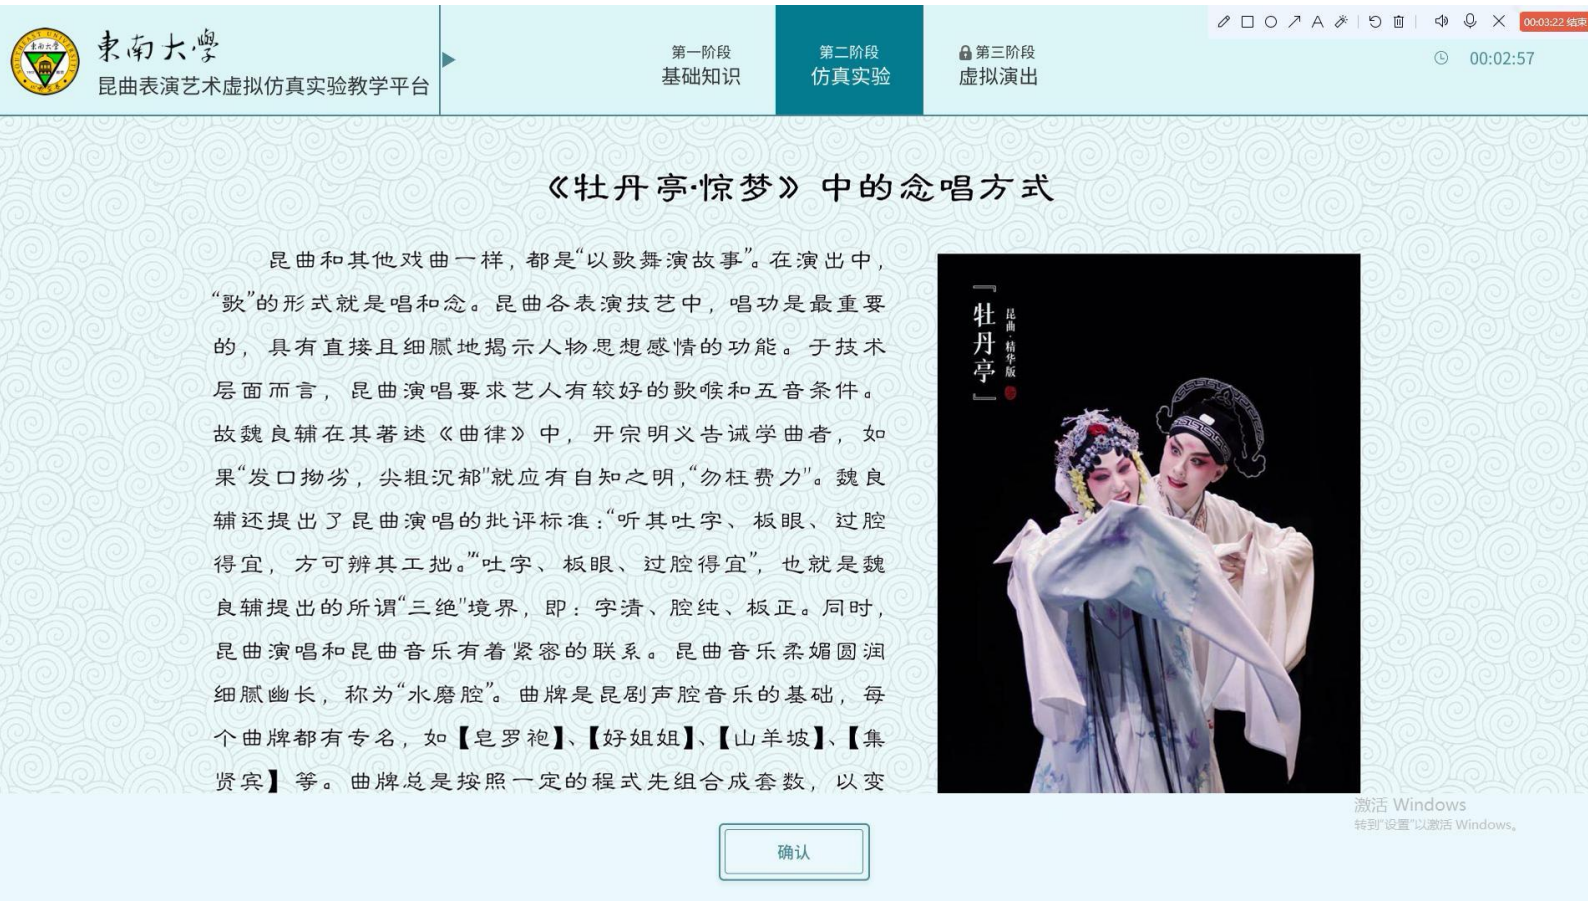 東南大學
昆曲表演艺术虚拟仿真实验教学平台
第一阶段
基础知识
第二阶段
仿真实验
第三阶段
虚拟演出
00:03:22 结束
00:02:57
《牡丹亭·惊梦》中的念唱方式
昆曲和其他戏曲一样，都是“以歌舞演故事”。在演出中，
“歌”的形式就是唱和念。昆曲各表演技艺中，唱功是最重要
的，具有直接且细腻地揭示人物思想感情的功能。于技术
层面而言，昆曲演唱要求艺人有较好的歌喉和五音条件。
故魏良辅在其著述《曲律》中，开宗明义告诫学曲者，如
果“发口拗劣，尖粗沉郁”就应有自知之明，“勿枉费力”。魏良
辅还提出了昆曲演唱的批评标准：“听其吐字、板眼、过腔
得宜，方可辨其工拙。”“吐字、板眼、过腔得宜”，也就是魏
良辅提出的所谓“三绝”境界，即：字清、腔纯、板正。同时，
昆曲演唱和昆曲音乐有着紧密的联系。昆曲音乐柔媚圆润
细腻幽长，称为“水磨腔”。曲牌是昆剧声腔音乐的基础，每
个曲牌都有专名，如【皂罗袍】、【好姐姐】、【山羊坡】、【集
贤宾】等。曲牌总是按照一定的程式先组合成套数，以变
「牡丹亭」
昆曲·精华版
激活 Windows
转到“设置”以激活 Windows。
确认